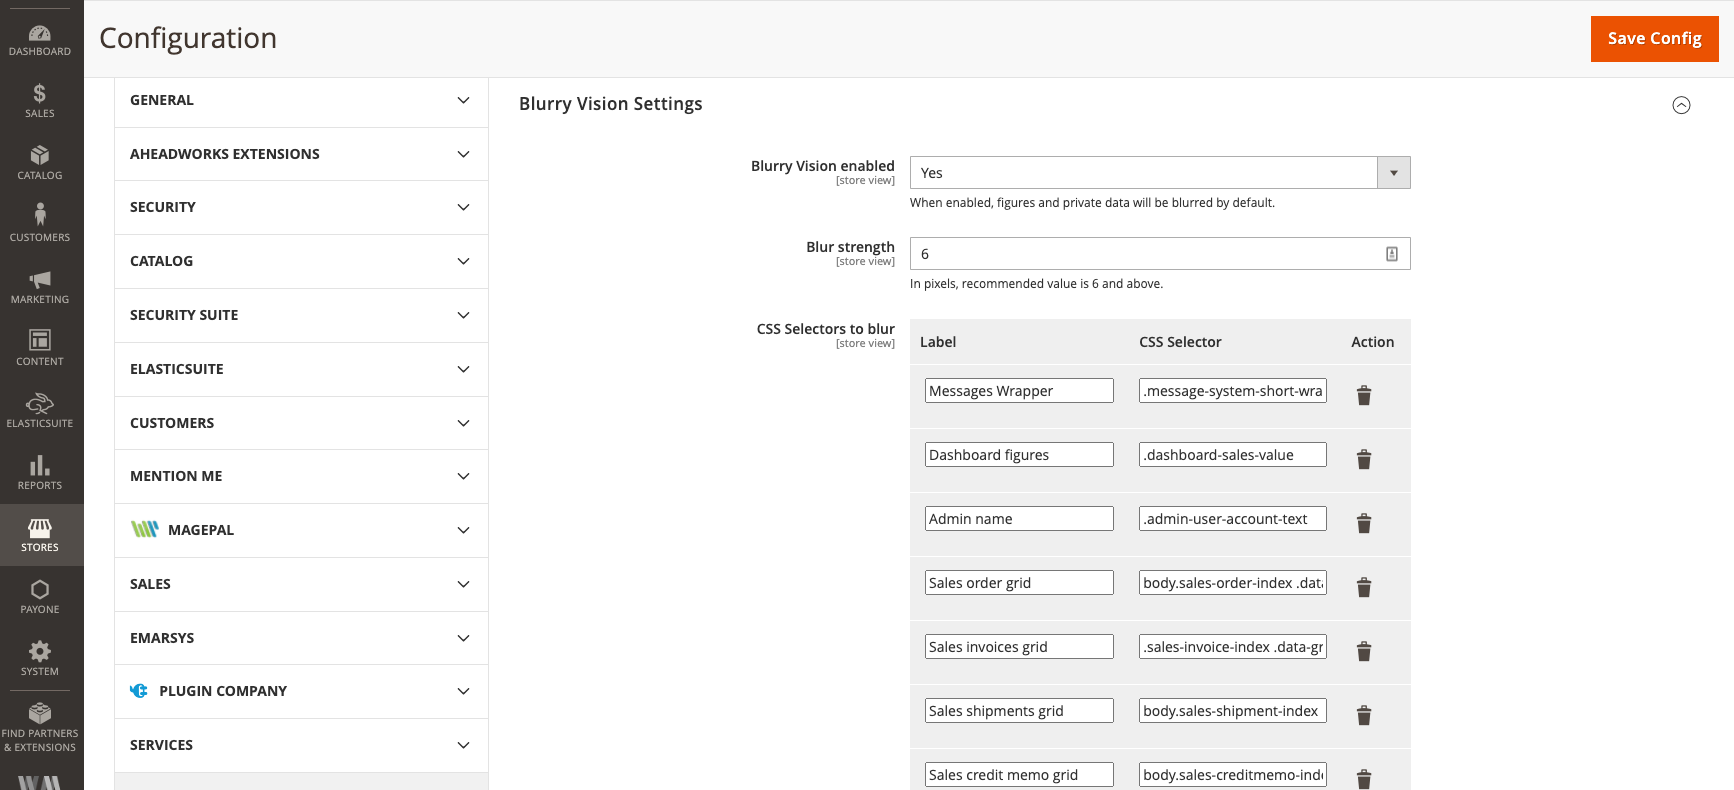 Configuration
Save Config
DASHBOARD
SALES
CATALOG
CUSTOMERS
MARKETING
CONTENT
ELASTICSUITE
REPORTS
STORES
PAYONE
SYSTEM
FIND PARTNERS
& EXTENSIONS
GENERAL
AHEADWORKS EXTENSIONS
SECURITY
CATALOG
SECURITY SUITE
ELASTICSUITE
CUSTOMERS
MENTION ME
MAGEPAL
SALES
EMARSYS
PLUGIN COMPANY
SERVICES
Blurry Vision Settings
Blurry Vision enabled
[store view]
Yes
When enabled, figures and private data will be blurred by default.
Blur strength
[store view]
6
In pixels, recommended value is 6 and above.
CSS Selectors to blur
[store view]
Label CSS Selector Action
Messages Wrapper .message-system-short-wra
Dashboard figures .dashboard-sales-value
Admin name .admin-user-account-text
Sales order grid body.sales-order-index .data
Sales invoices grid .sales-invoice-index .data-gr
Sales shipments grid body.sales-shipment-index
Sales credit memo grid body.sales-creditmemo-inde